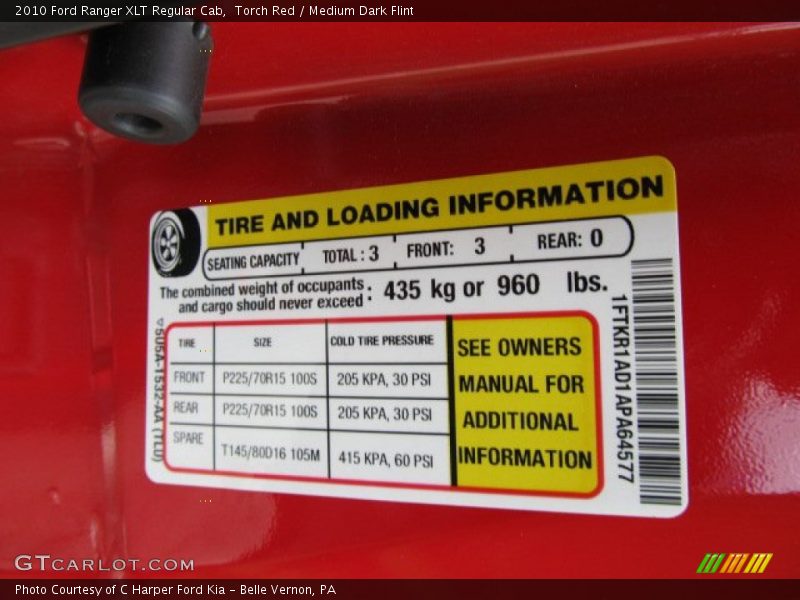 2010 Ford Ranger XLT Regular Cab,  Torch Red / Medium Dark Flint
TIRE AND LOADING INFORMATION
SEATING CAPACITY TOTAL : 3 FRONT: 3 REAR: 0
The combined weight of occupants
and cargo should never exceed : 435 kg or 960 lbs.
TIRE SIZE COLD TIRE PRESSURE
FRONT P225/70R15 100S 205 KPA, 30 PSI
REAR P225/70R15 100S 205 KPA, 30 PSI
SPARE T145/80D16 105M 415 KPA, 60 PSI
SEE OWNERS
MANUAL FOR
ADDITIONAL
INFORMATION
1FTKR1AD1APA64577
GTCARLOT.COM
Photo Courtesy of C Harper Ford Kia - Belle Vernon, PA